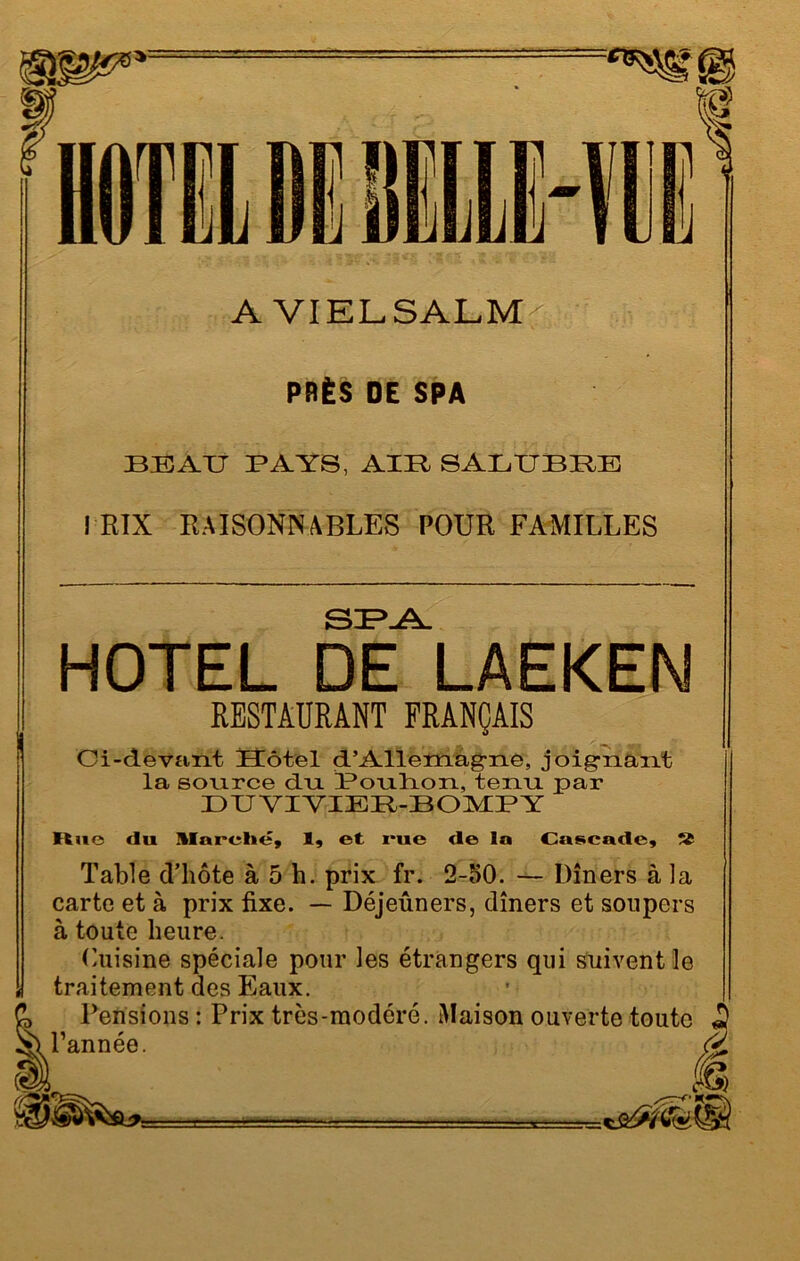 HOTEL DE BELLE-VUE
A VIELSALM
PRÈS DE SPA
BEAU PAYS, AIR SALUBRE
PRIX RAISONNABLES POUR FAMILLES
SPA
HOTEL DE LAEKEN
RESTAURANT FRANÇAIS
Ci-devant Hôtel d'Allemagne, joignant
la source du Pouhon, tenu par
DUVIVIER-BOMPY
Rue du Marché, 1, et rue de la Cascade, 2
Table d'hôte à 5 h. prix fr. 2-50. — Dîners à la
carte et à prix fixe. — Déjeûners, dîners et soupers
à toute heure.
Cuisine spéciale pour les étrangers qui suivent le
traitement des Eaux.
Pensions : Prix très-modéré. Maison ouverte toute
l'année.